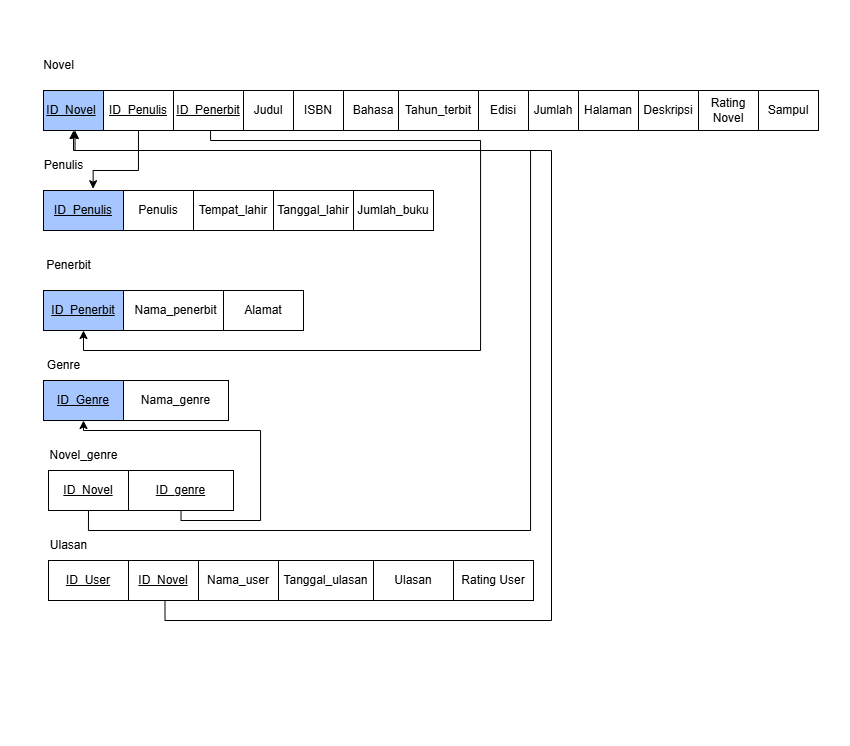 Novel
ID_Novel ID_Penulis ID_Penerbit Judul ISBN Bahasa Tahun_terbit Edisi Jumlah Halaman Deskripsi Rating Novel Sampul
Penulis
ID_Penulis Penulis Tempat_lahir Tanggal_lahir Jumlah_buku
Penerbit
ID_Penerbit Nama_penerbit Alamat
Genre
ID_Genre Nama_genre
Novel_genre
ID_Novel ID_genre
Ulasan
ID_User ID_Novel Nama_user Tanggal_ulasan Ulasan Rating User